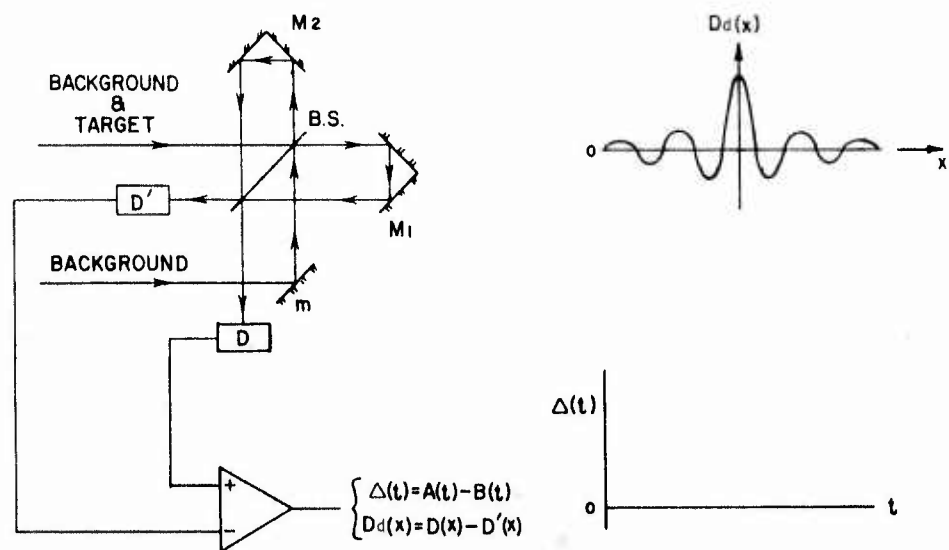 M2
BACKGROUND
&
TARGET
B.S.
D'
M1
BACKGROUND
m
D
+
−
Δ(t)=A(t)−B(t)
Dd(x)=D(x)−D'(x)
Dd(x)
0
x
Δ(t)
0
t